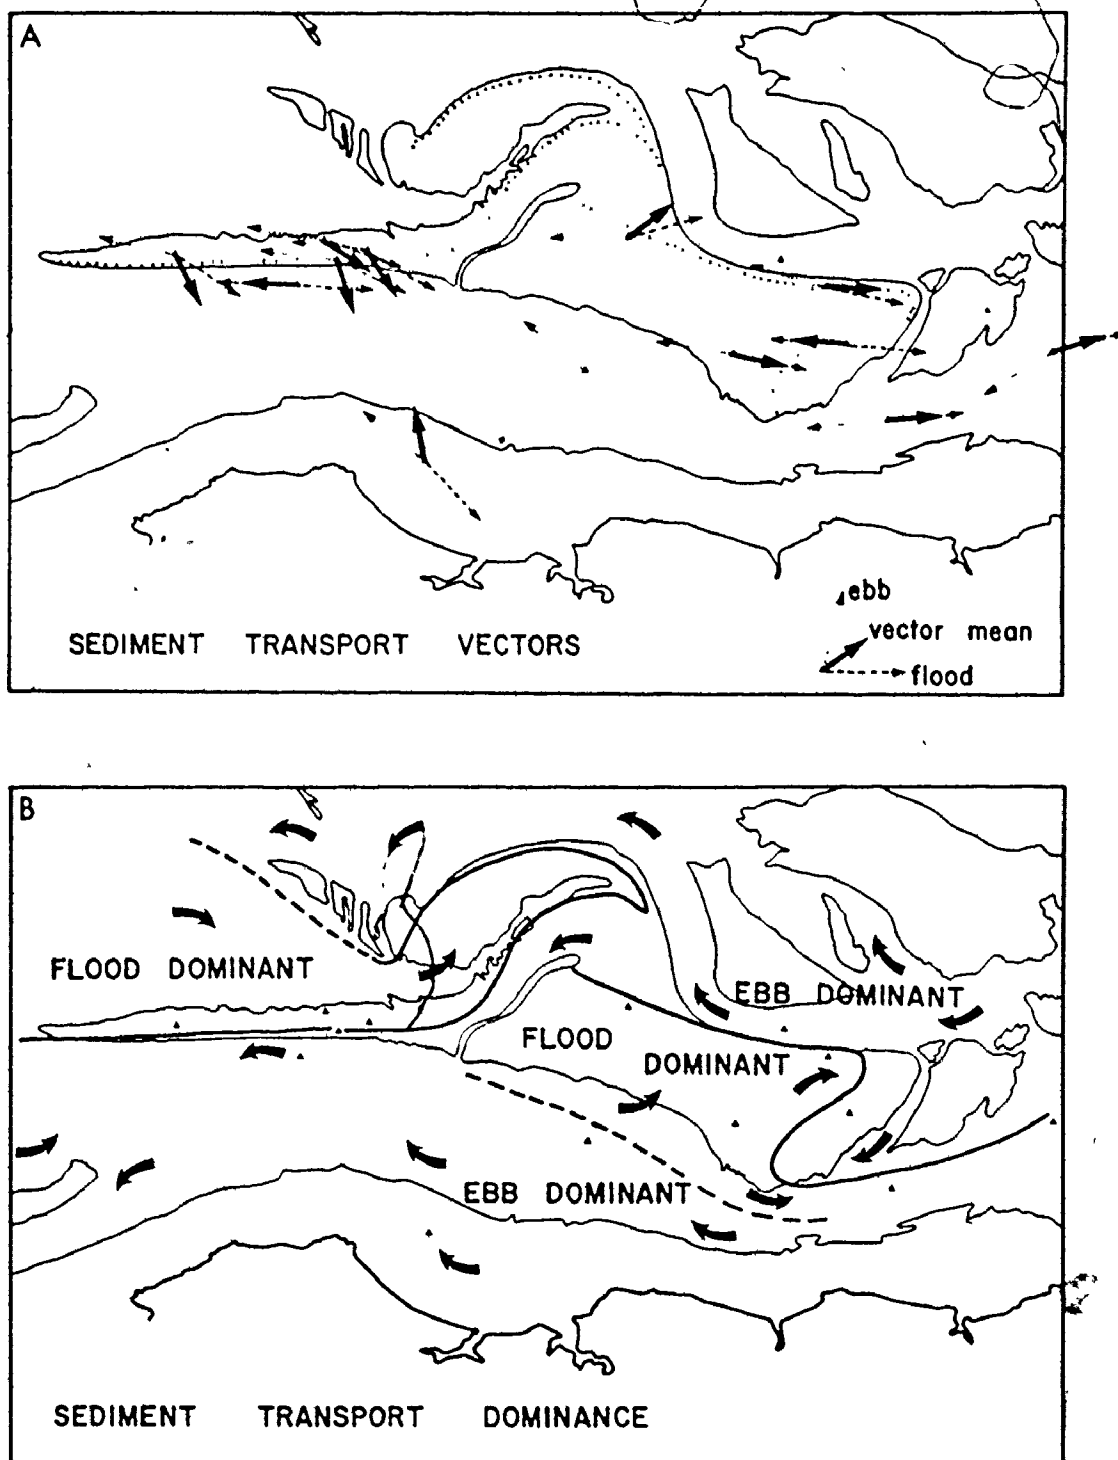 A
ebb
vector mean
flood
SEDIMENT TRANSPORT VECTORS
B
FLOOD DOMINANT
EBB DOMINANT
FLOOD
DOMINANT
EBB DOMINANT
SEDIMENT TRANSPORT DOMINANCE